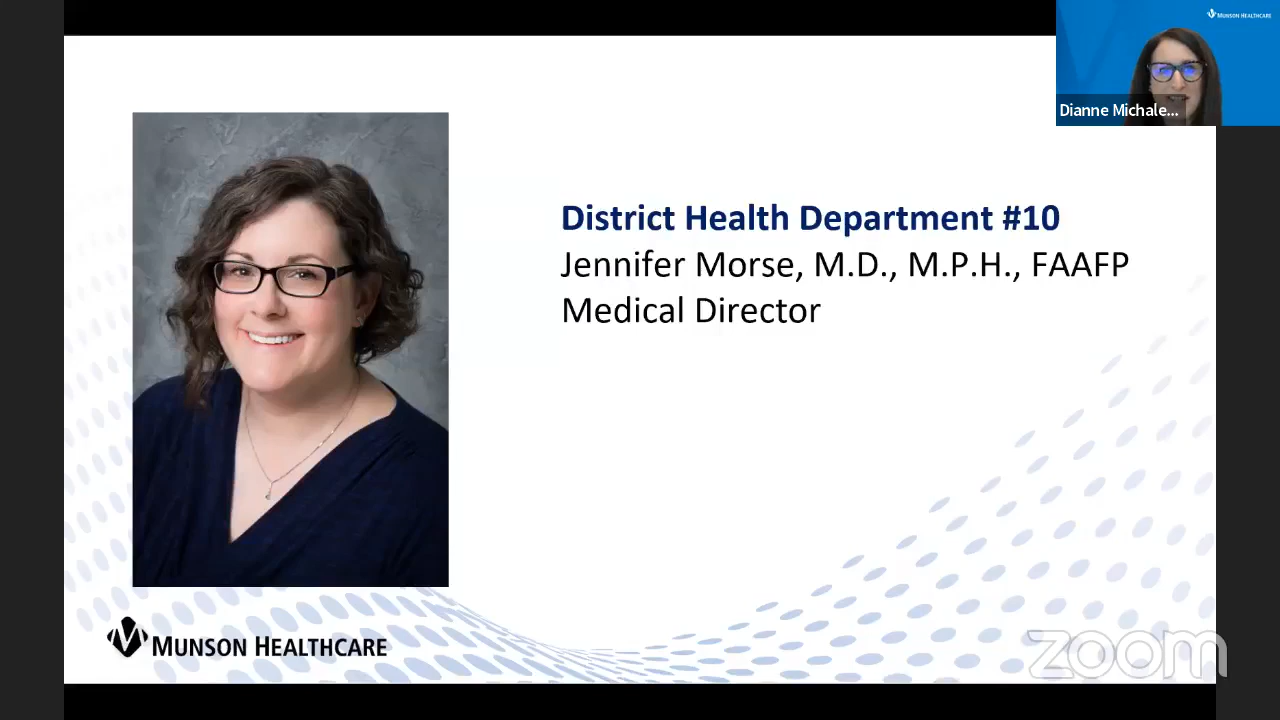 MUNSON HEALTHCARE
Dianne Michale...
District Health Department #10
Jennifer Morse, M.D., M.P.H., FAAFP
Medical Director
MUNSON HEALTHCARE
zoom